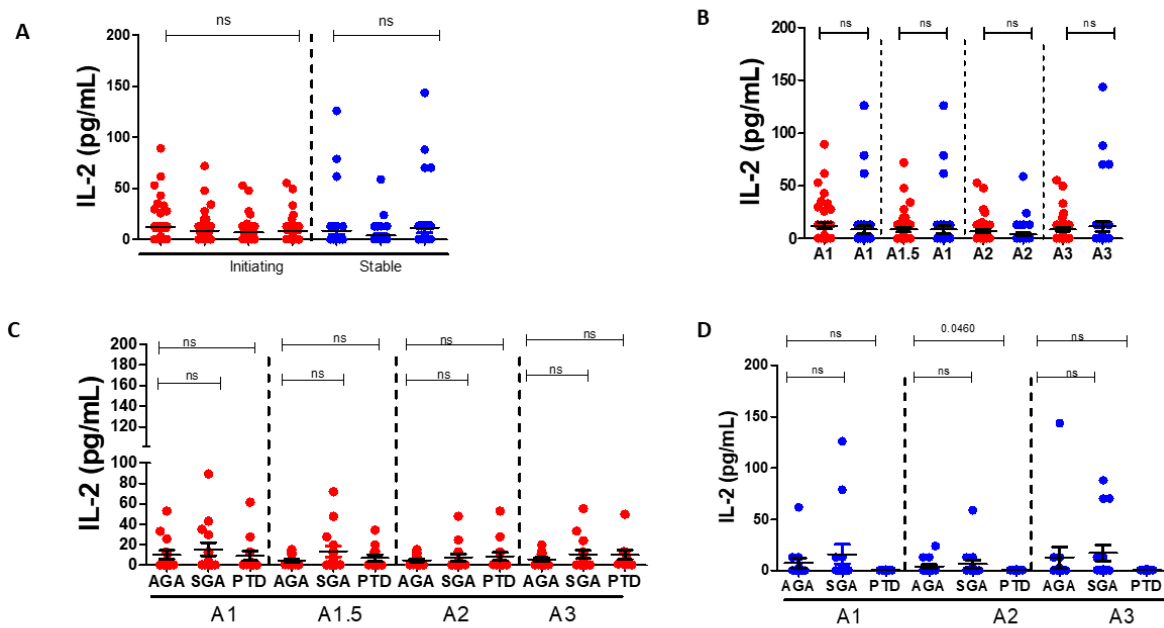 A
ns
ns
IL-2 (pg/mL)
200
150
100
50
0
Initiating
Stable
B
ns
ns
ns
ns
IL-2 (pg/mL)
200
150
100
50
0
A1 A1 A1.5 A1 A2 A2 A3 A3
C
ns
ns
ns
ns
ns
ns
ns
ns
IL-2 (pg/mL)
200
180
160
140
120
100
80
60
40
20
0
AGA SGA PTD AGA SGA PTD AGA SGA PTD AGA SGA PTD
A1 A1.5 A2 A3
D
ns
0.0460
ns
ns
ns
ns
IL-2 (pg/mL)
200
150
100
50
0
AGA SGA PTD AGA SGA PTD AGA SGA PTD
A1 A2 A3